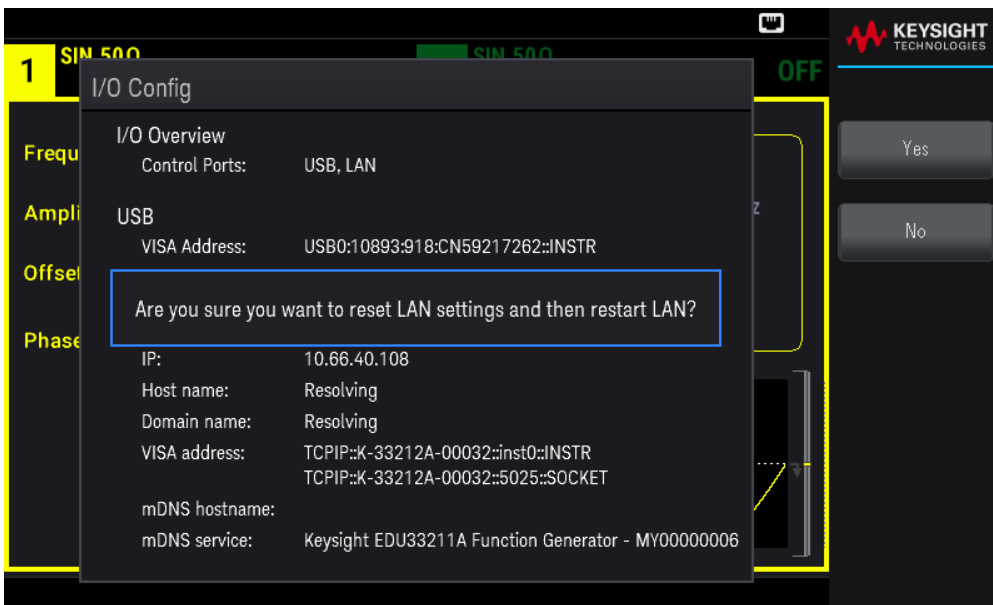 KEYSIGHT
TECHNOLOGIES
1
SIN 50Ω
SIN 50Ω
OFF
I/O Config
I/O Overview
Control Ports: USB, LAN
USB
VISA Address: USB0:10893:918:CN59217262::INSTR
Are you sure you want to reset LAN settings and then restart LAN?
IP: 10.66.40.108
Host name: Resolving
Domain name: Resolving
VISA address: TCPIP::K-33212A-00032::inst0::INSTR
TCPIP::K-33212A-00032::5025::SOCKET
mDNS hostname:
mDNS service: Keysight EDU33211A Function Generator - MY00000006
Frequ
Ampli
z
Offset
Phase
Yes
No